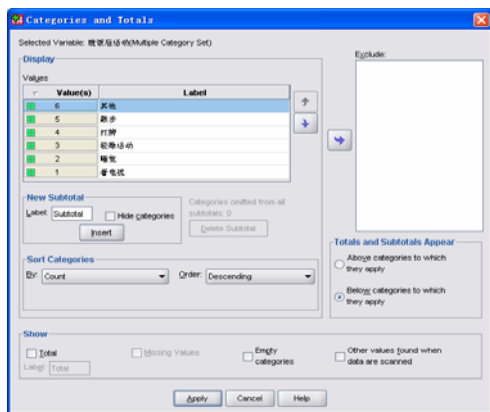 Categories and Totals
Selected Variable: 晚饭后活动(Multiple Category Set)
Display
Values
Value(s) Label
6 其他
5 散步
4 打牌
3 锻炼活动
2 睡觉
1 看电视
Exclude:
New Subtotal
Label: Subtotal
Hide categories
Insert
Categories omitted from all
subtotals: 0
Delete Subtotal
Sort Categories
By: Count
Order: Descending
Totals and Subtotals Appear
Above categories to which
they apply
Below categories to which
they apply
Show
Total
Label: Total
Missing Values
Empty
categories
Other values found when
data are scanned
Apply Cancel Help